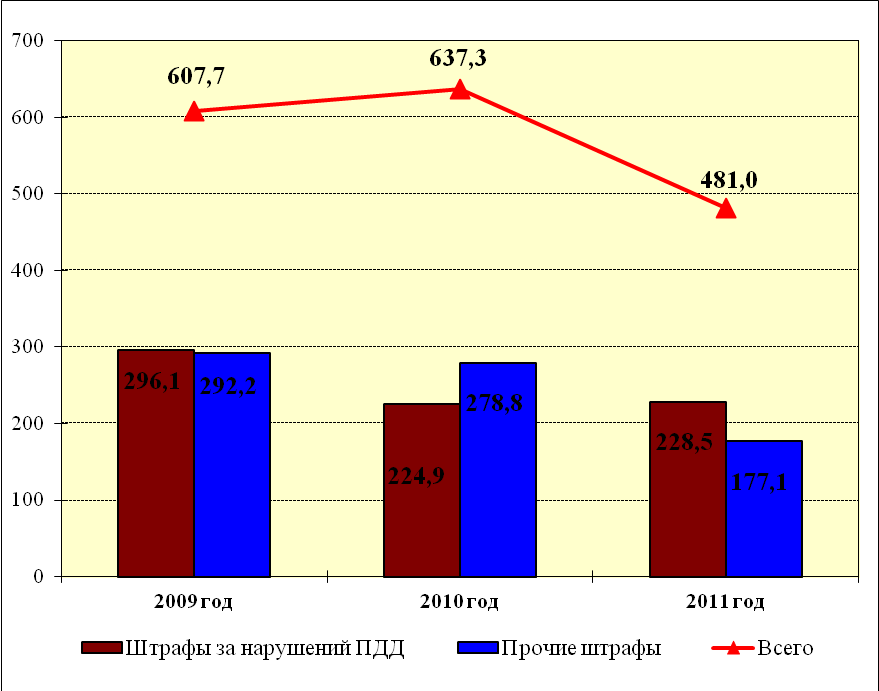 700
600
500
400
300
200
100
0
607,7
637,3
481,0
296,1
292,2
224,9
278,8
228,5
177,1
2009 год
2010 год
2011 год
Штрафы за нарушений ПДД
Прочие штрафы
Всего